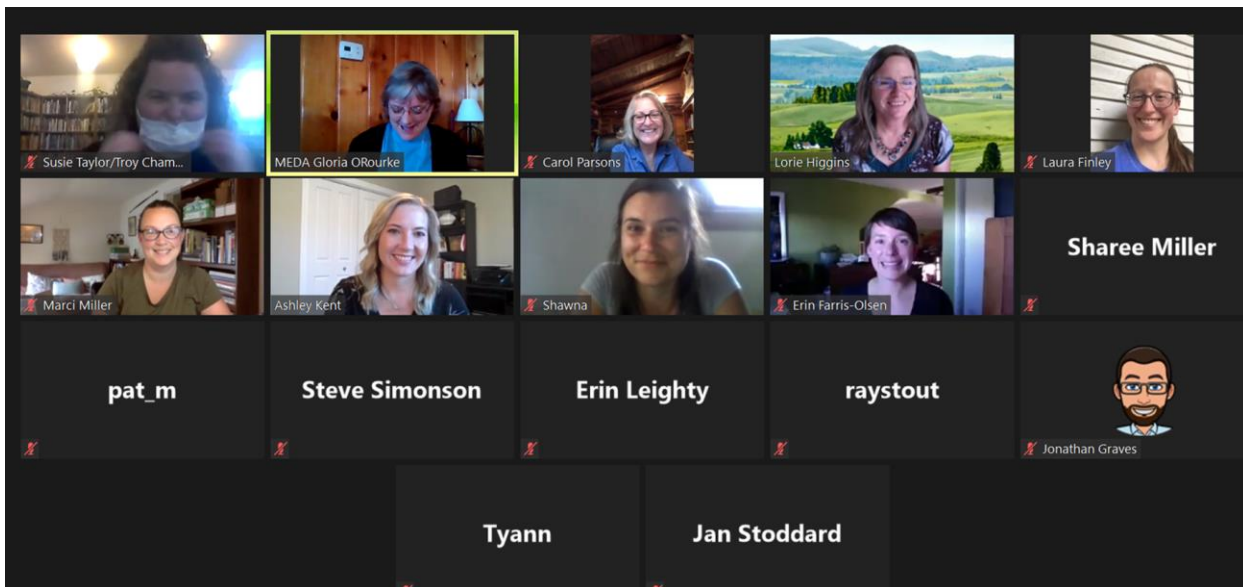 Susie Taylor/Troy Cham...
MEDA Gloria ORourke
Carol Parsons
Lorie Higgins
Laura Finley
Marci Miller
Ashley Kent
Shawna
Erin Farris-Olsen
Sharee Miller
pat_m
Steve Simonson
Erin Leighty
raystout
Jonathan Graves
Tyann
Jan Stoddard